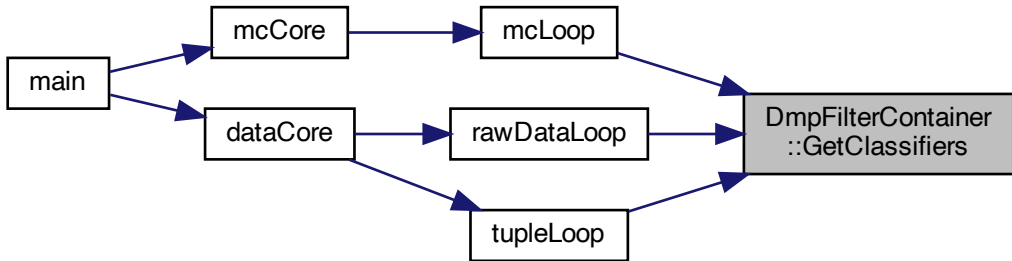 main
mcCore
mcLoop
dataCore
rawDataLoop
tupleLoop
DmpFilterContainer
::GetClassifiers